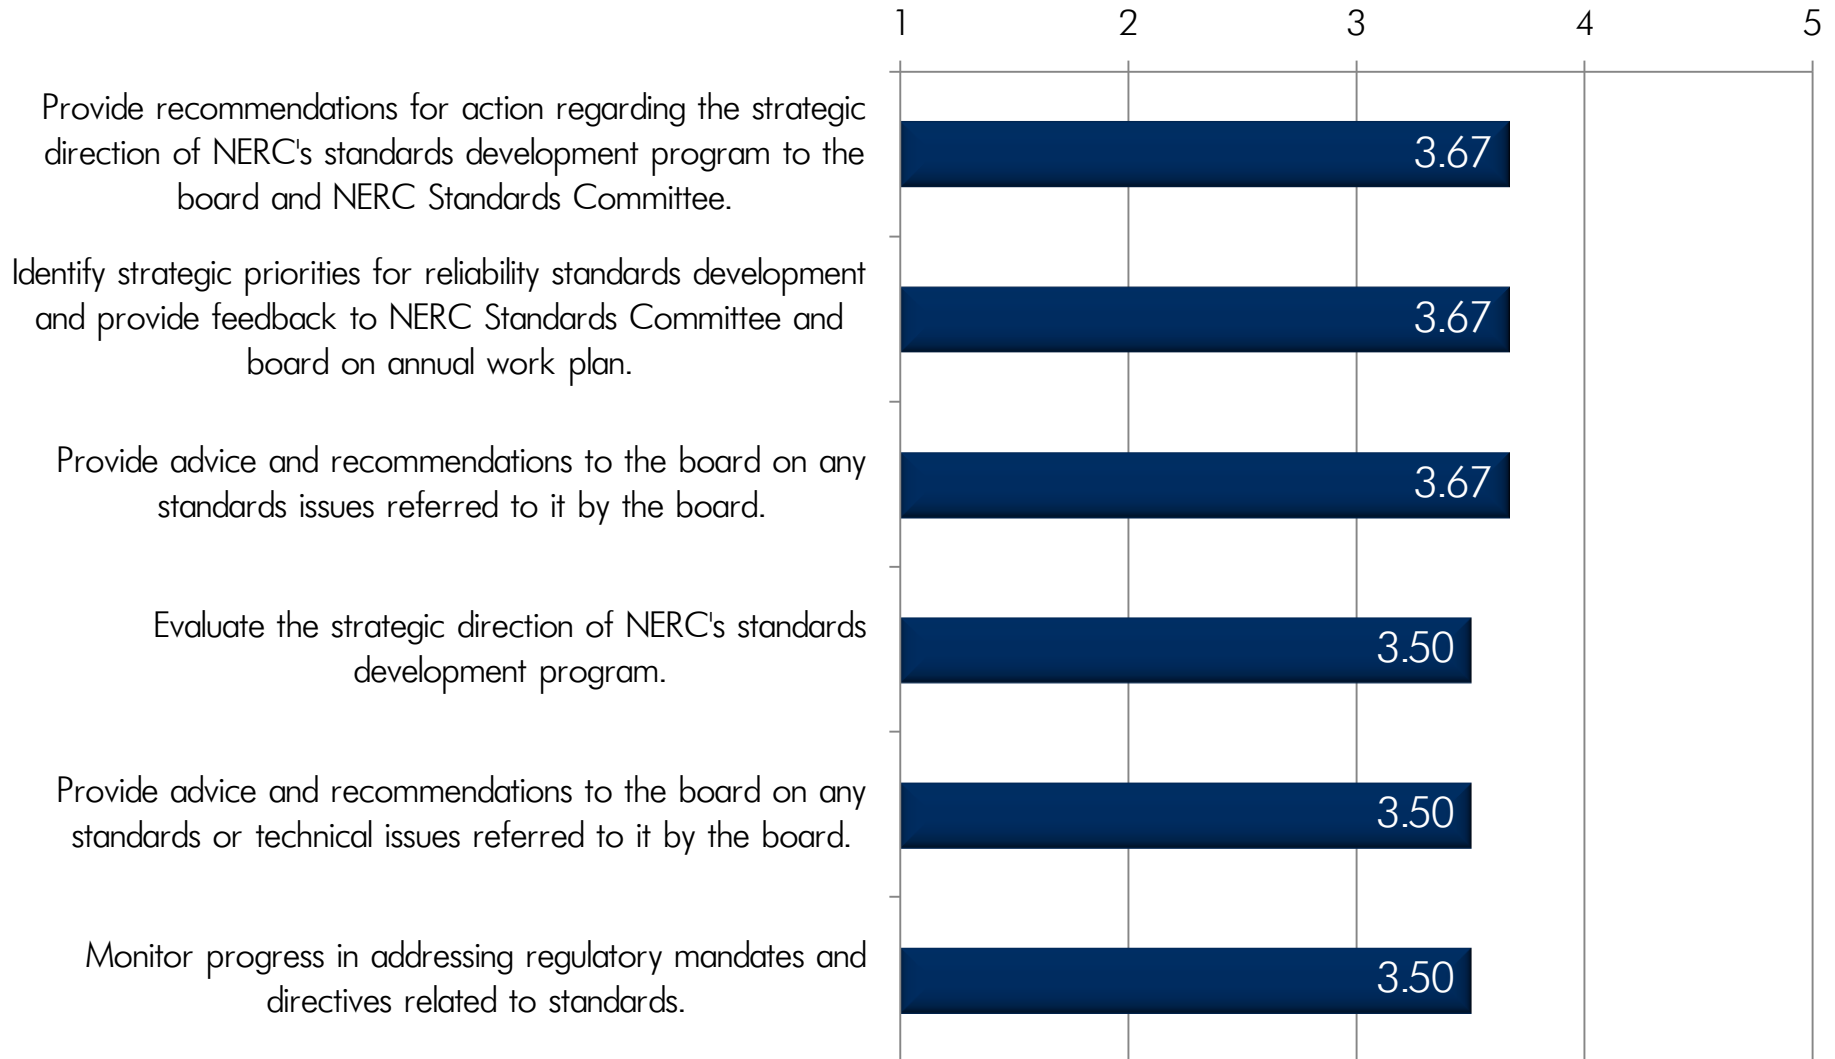 1 2 3 4 5
Provide recommendations for action regarding the strategic
direction of NERC's standards development program to the
board and NERC Standards Committee.
3.67
Identify strategic priorities for reliability standards development
and provide feedback to NERC Standards Committee and
board on annual work plan.
3.67
Provide advice and recommendations to the board on any
standards issues referred to it by the board.
3.67
Evaluate the strategic direction of NERC's standards
development program.
3.50
Provide advice and recommendations to the board on any
standards or technical issues referred to it by the board.
3.50
Monitor progress in addressing regulatory mandates and
directives related to standards.
3.50